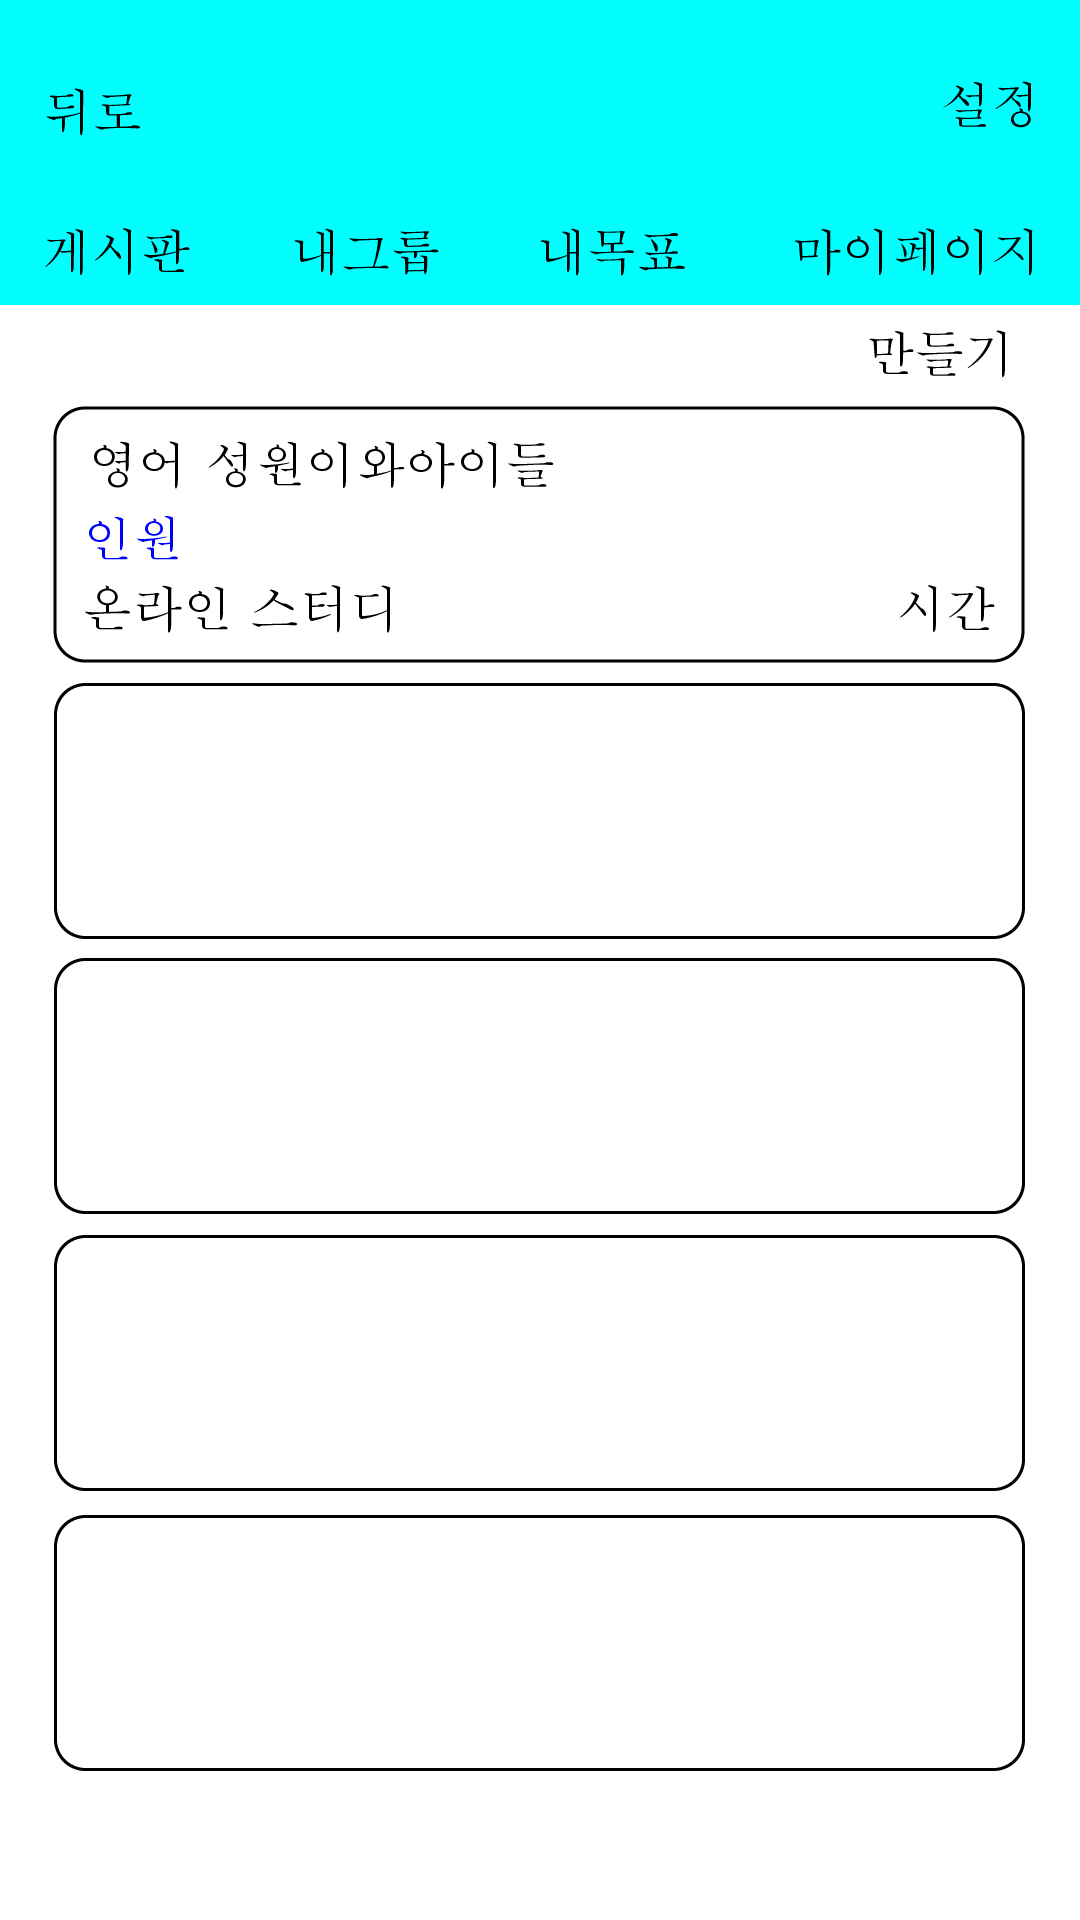 뒤로 설정
게시판 내그룹 내목표 마이페이지
만들기
영어 성원이와아이들
인원
온라인 스터디 시간